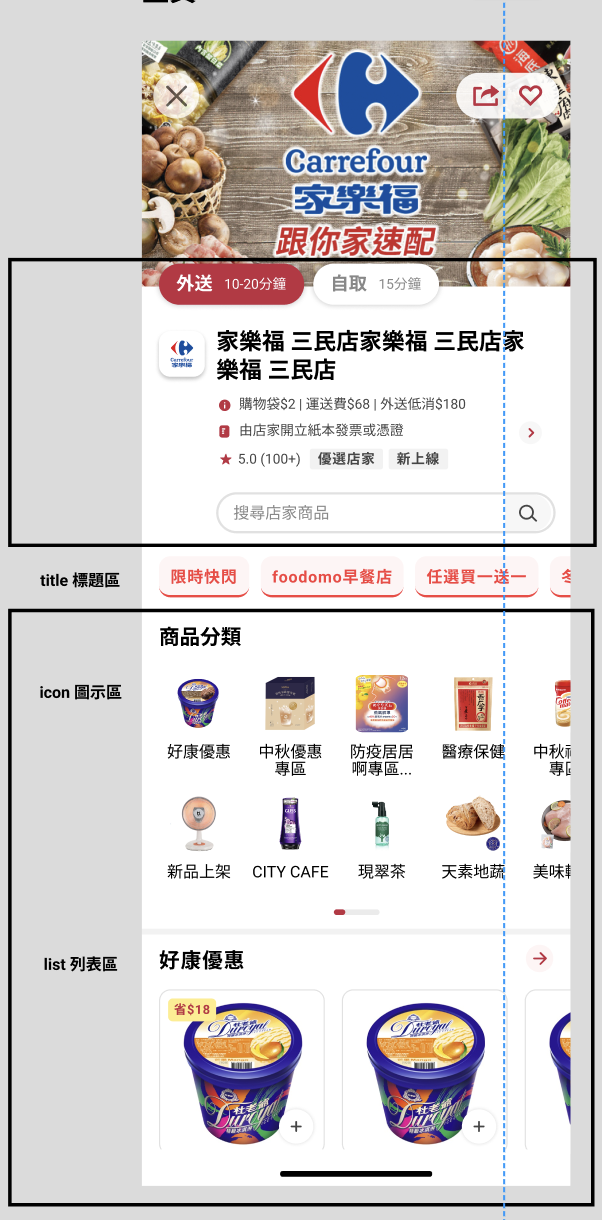 Carrefour
家樂福
跟你家速配
外送 10-20分鐘 自取 15分鐘
家樂福 三民店家樂福 三民店家
樂福 三民店
購物袋$2 | 運送費$68 | 外送低消$180
由店家開立紙本發票或憑證
5.0 (100+) 優選店家 新上線
搜尋店家商品
title 標題區
限時快閃 foodomo早餐店 任選買一送一
商品分類
icon 圖示區
好康優惠 中秋優惠 防疫居居 醫療保健 中秋
專區 啊專區...
新品上架 CITY CAFE 現翠茶 天素地蔬 美味
list 列表區
好康優惠
省$18
杜老爺
Duroyal
杜老爺
Duroyal